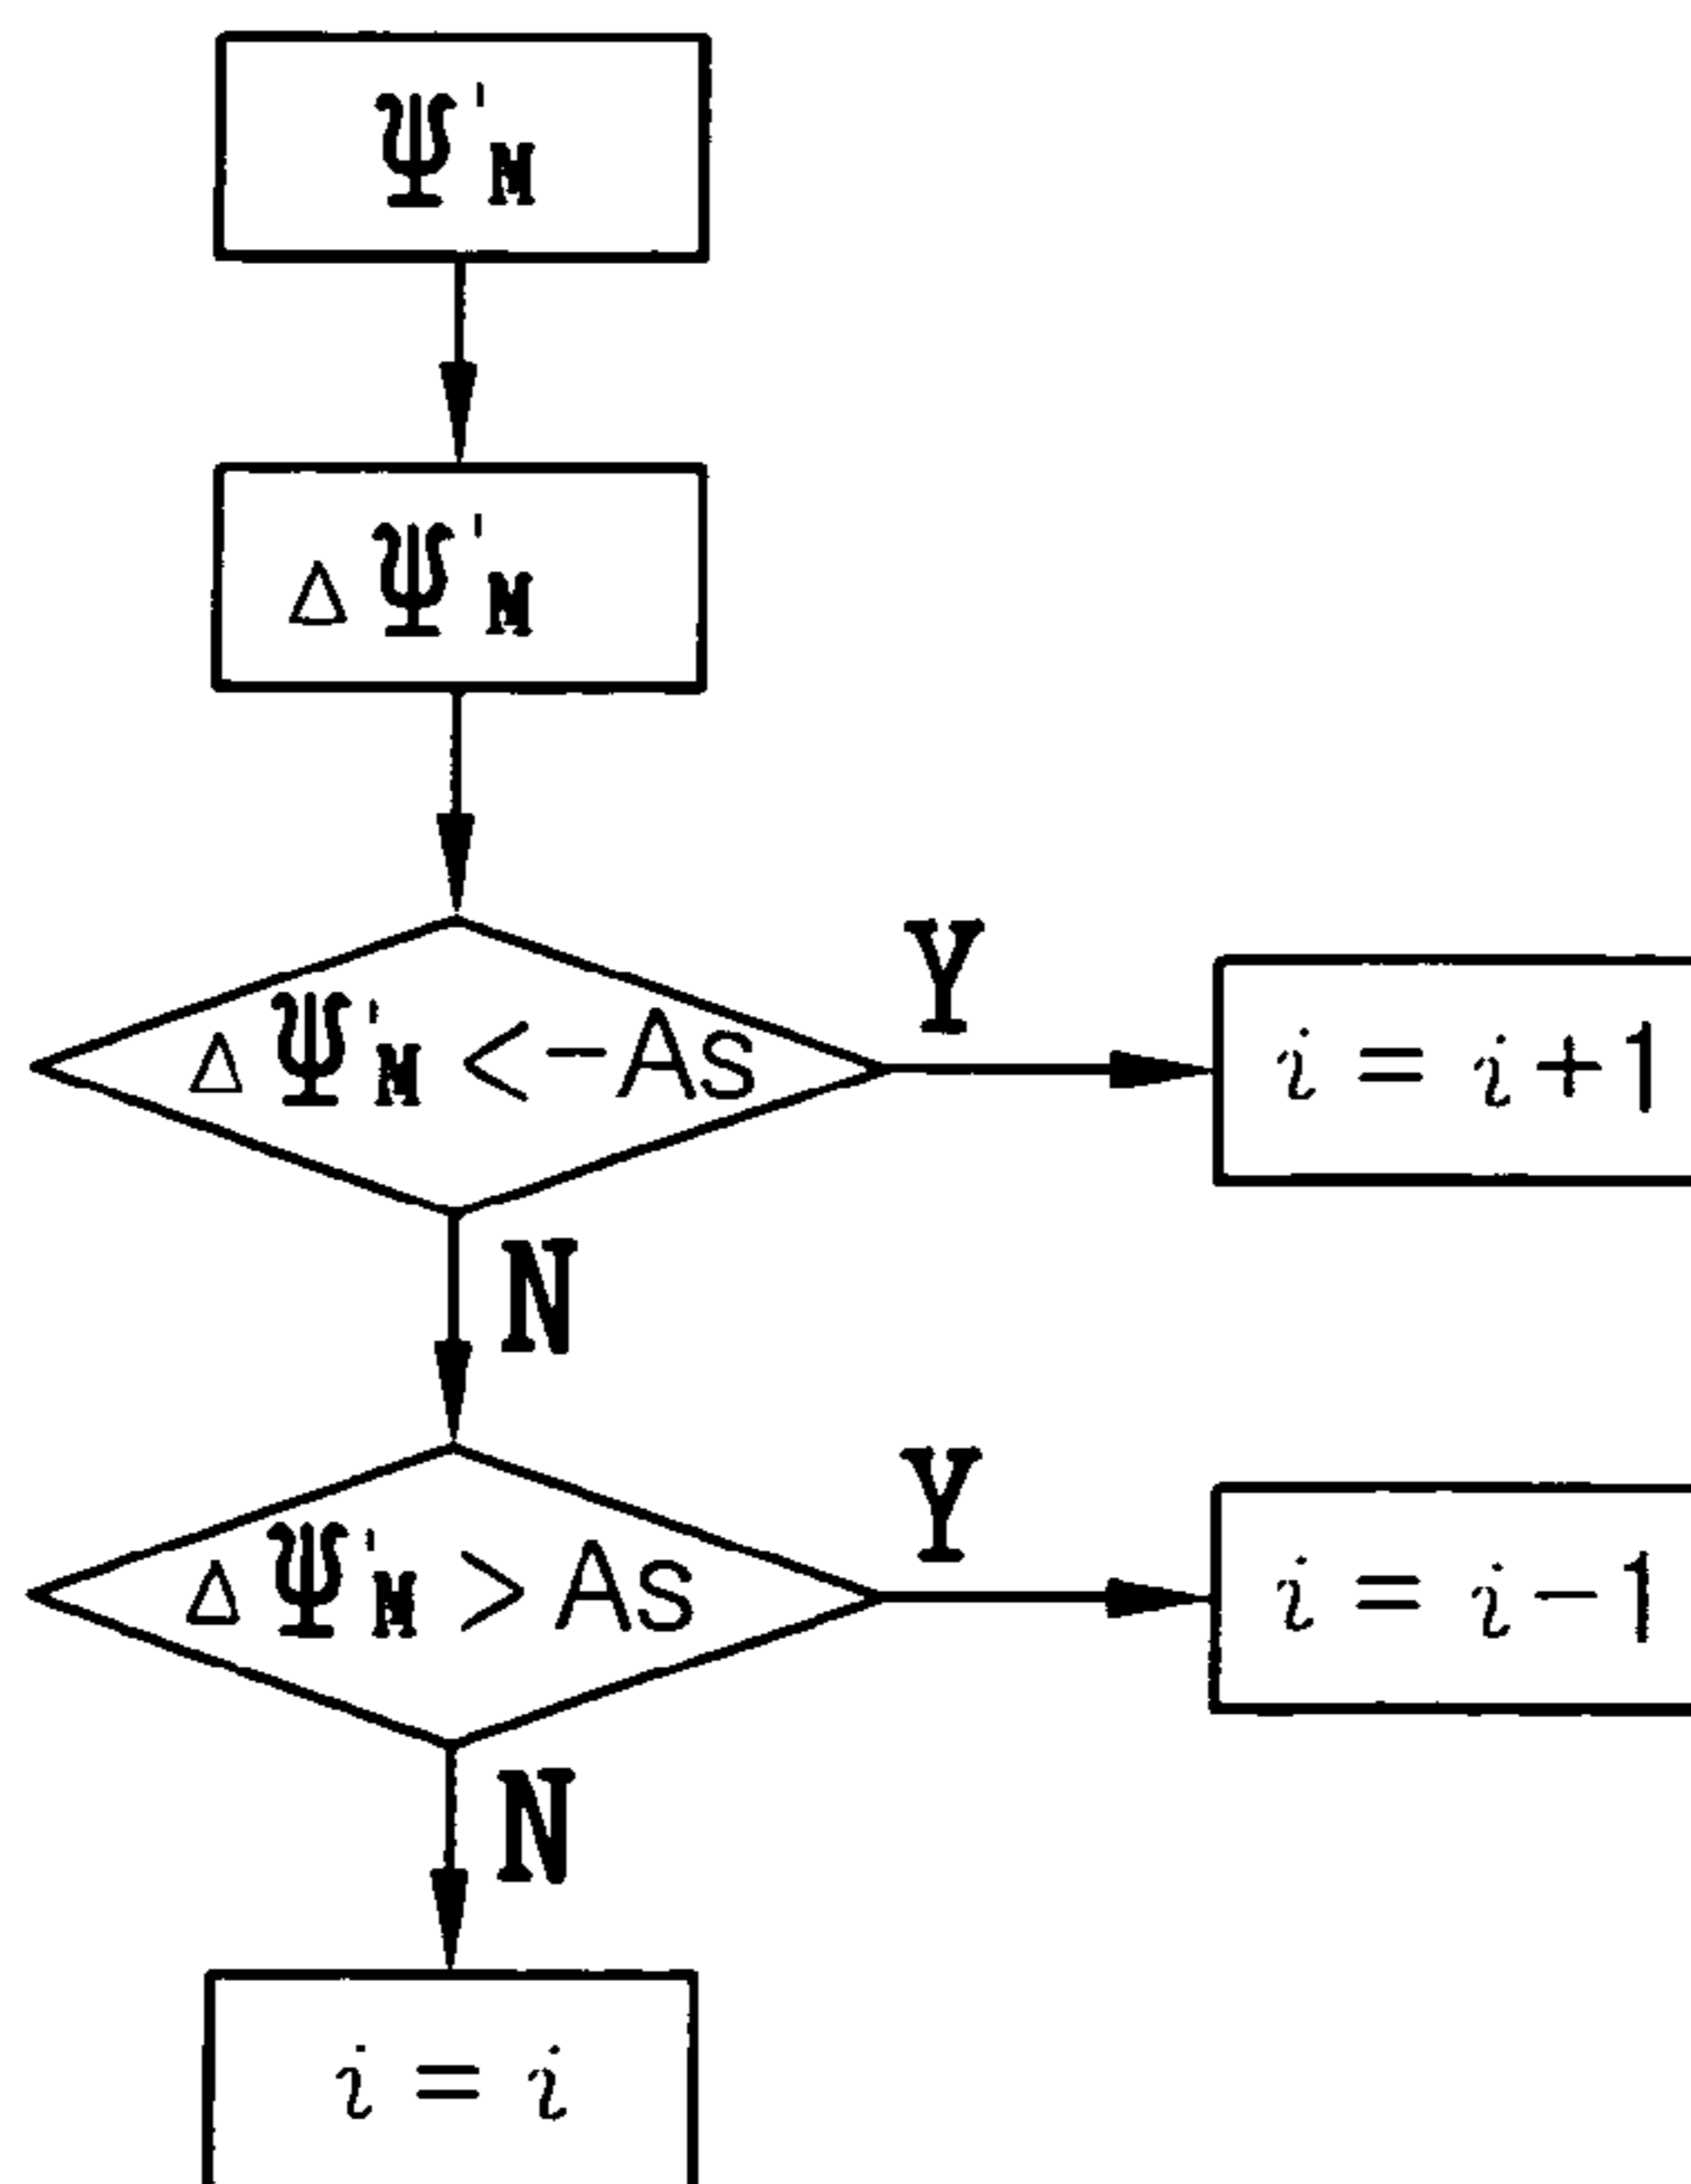 Ψ'N
ΔΨ'N
ΔΨ'N <-As
Y
i = i+1
N
ΔΨ'N > As
Y
i = i-1
N
i = i